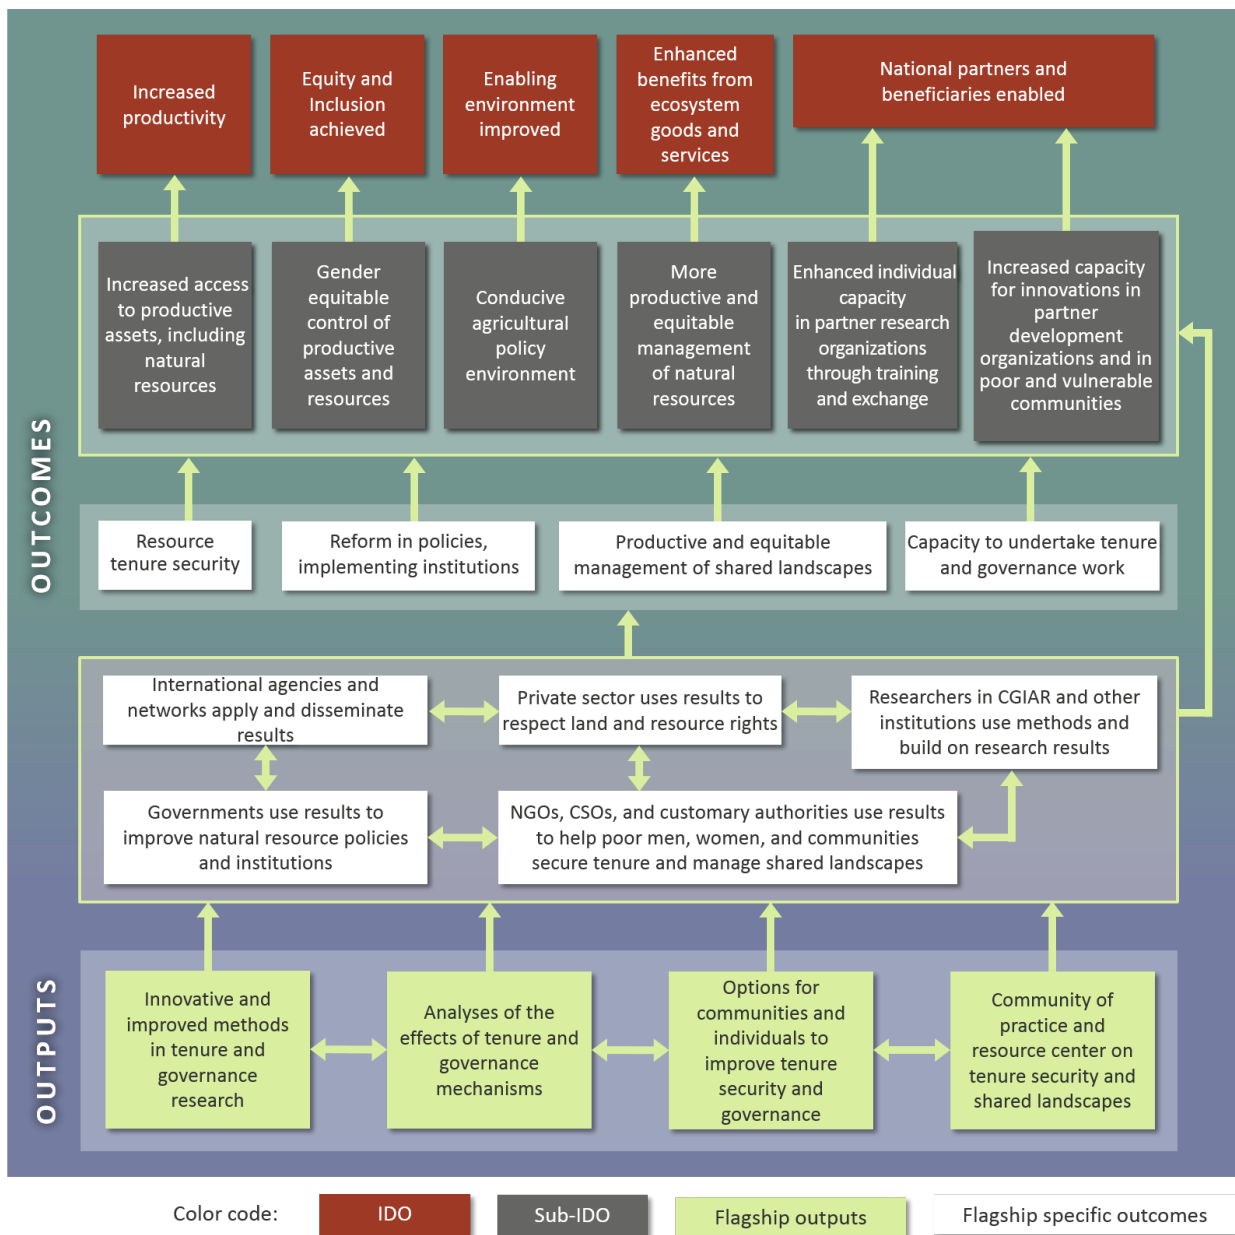 Increased
productivity
Equity and
Inclusion
achieved
Enabling
environment
improved
Enhanced
benefits from
ecosystem
goods and
services
National partners and
beneficiaries enabled
Increased access
to productive
assets, including
natural
resources
Gender
equitable
control of
productive
assets and
resources
Conducive
agricultural
policy
environment
More
productive and
equitable
management
of natural
resources
Enhanced individual
capacity
in partner research
organizations
through training
and exchange
Increased capacity
for innovations in
partner
development
organizations and in
poor and vulnerable
communities
OUTCOMES
Resource
tenure security
Reform in policies,
implementing institutions
Productive and equitable
management of shared landscapes
Capacity to undertake tenure
and governance work
International agencies and
networks apply and disseminate
results
Private sector uses results to
respect land and resource rights
Researchers in CGIAR and other
institutions use methods and
build on research results
Governments use results to
improve natural resource policies
and institutions
NGOs, CSOs, and customary authorities use results
to help poor men, women, and communities
secure tenure and manage shared landscapes
OUTPUTS
Innovative and
improved methods
in tenure and
governance
research
Analyses of the
effects of tenure and
governance
mechanisms
Options for
communities and
individuals to
improve tenure
security and
governance
Community of
practice and
resource center on
tenure security and
shared landscapes
Color code:
IDO
Sub-IDO
Flagship outputs
Flagship specific outcomes